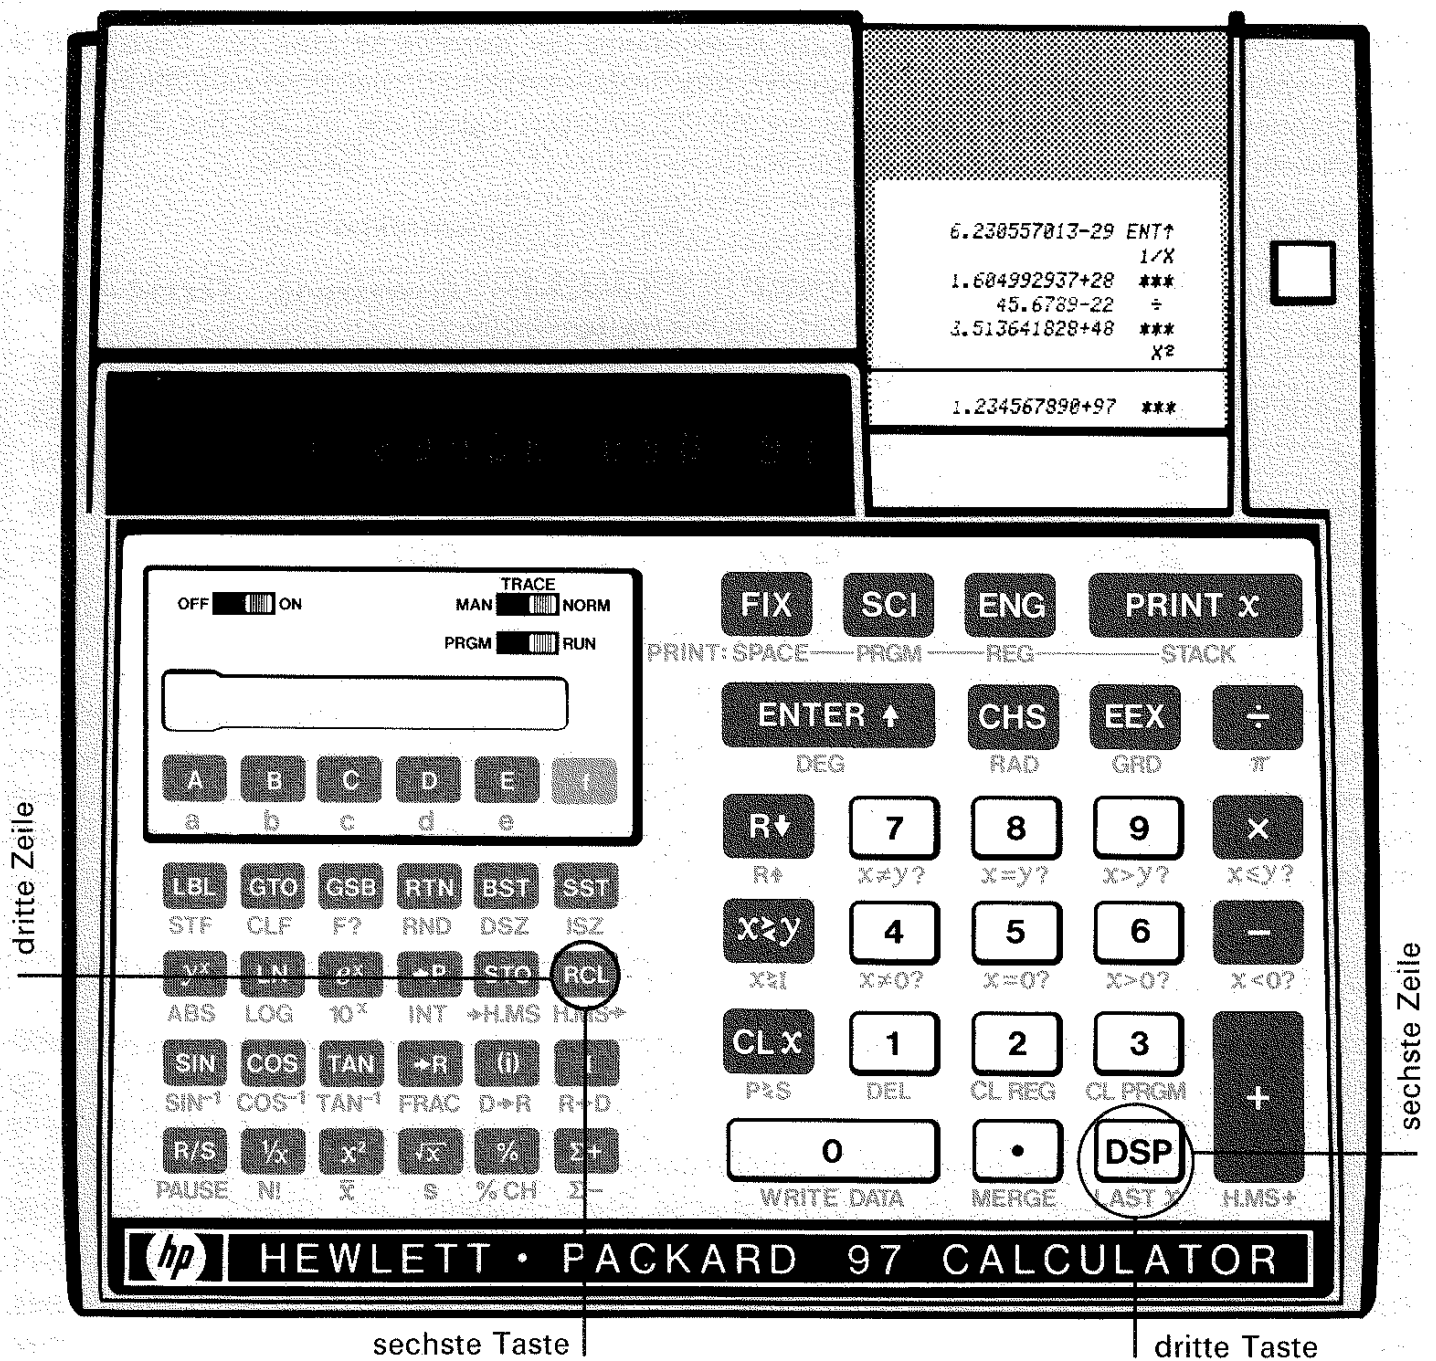 6.230557013-29 ENT↑
1/X
1.604992937+28 ***
45.6789-22 ÷
3.513641828+48 ***
X²
1.234567890+97 ***
OFF ON
TRACE
MAN NORM
PRGM RUN
A B C D E f
a b c d e
LBL GTO GSB RTN BST SST
STF CLF F? RND DSZ ISZ
yˣ LN eˣ →P STO RCL
ABS LOG 10ˣ INT →H.MS H.MS→
SIN COS TAN →R (i) I
SIN⁻¹ COS⁻¹ TAN⁻¹ FRAC D→R R→D
R/S 1/x x² √x % Σ+
PAUSE N! x̄ s % CH Σ−
FIX SCI ENG PRINT x
PRINT: SPACE PRGM REG STACK
ENTER ↑ CHS EEX ÷
DEG RAD GRD π
R↓ 7 8 9 ×
R↑ x≠y? x=y? x>y? x≤y?
x≷y 4 5 6 −
x≷I x≠0? x=0? x>0? x<0?
CL x 1 2 3 +
P≷S DEL CL REG CL PRGM
0 • DSP
WRITE DATA MERGE LAST x H.MS+
hp HEWLETT · PACKARD 97 CALCULATOR
dritte Zeile
sechste Taste
sechste Zeile
dritte Taste